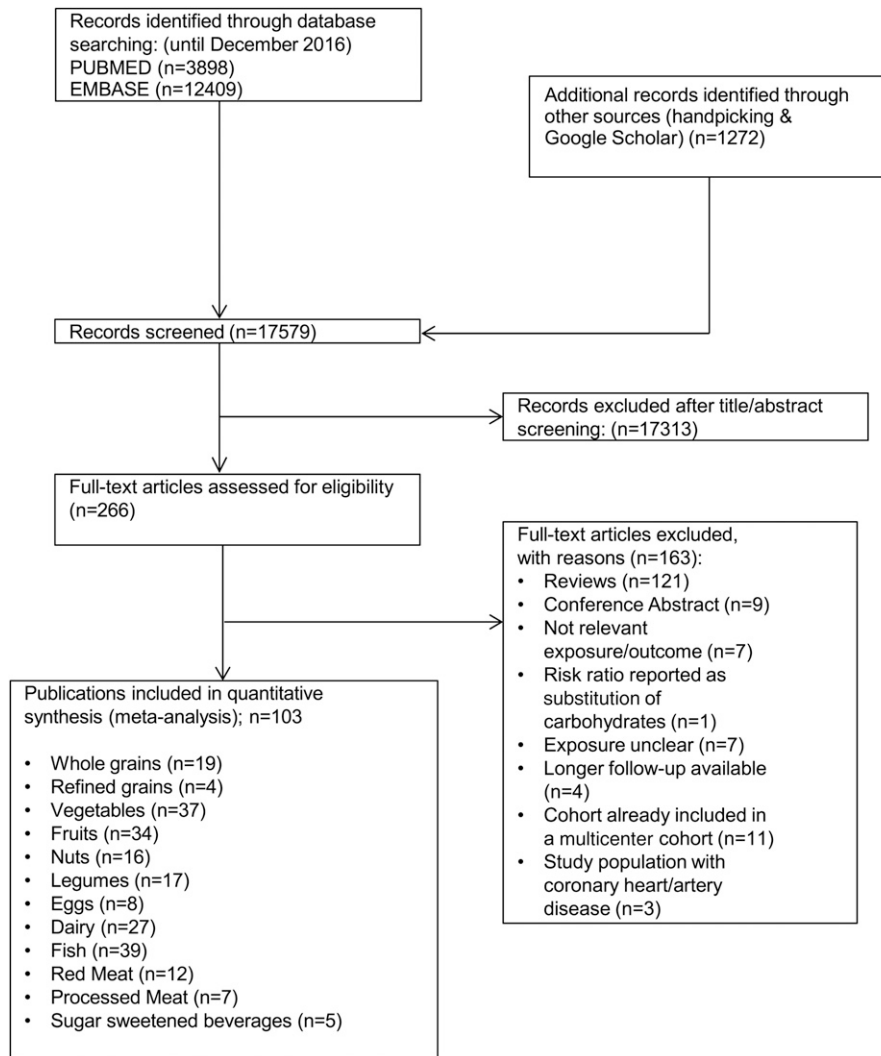 Records identified through database
searching: (until December 2016)
PUBMED (n=3898)
EMBASE (n=12409)
Additional records identified through
other sources (handpicking &
Google Scholar) (n=1272)
Records screened (n=17579)
Records excluded after title/abstract
screening: (n=17313)
Full-text articles assessed for eligibility
(n=266)
Full-text articles excluded,
with reasons (n=163):
• Reviews (n=121)
• Conference Abstract (n=9)
• Not relevant
exposure/outcome (n=7)
• Risk ratio reported as
substitution of
carbohydrates (n=1)
• Exposure unclear (n=7)
• Longer follow-up available
(n=4)
• Cohort already included in
a multicenter cohort (n=11)
• Study population with
coronary heart/artery
disease (n=3)
Publications included in quantitative
synthesis (meta-analysis); n=103
• Whole grains (n=19)
• Refined grains (n=4)
• Vegetables (n=37)
• Fruits (n=34)
• Nuts (n=16)
• Legumes (n=17)
• Eggs (n=8)
• Dairy (n=27)
• Fish (n=39)
• Red Meat (n=12)
• Processed Meat (n=7)
• Sugar sweetened beverages (n=5)